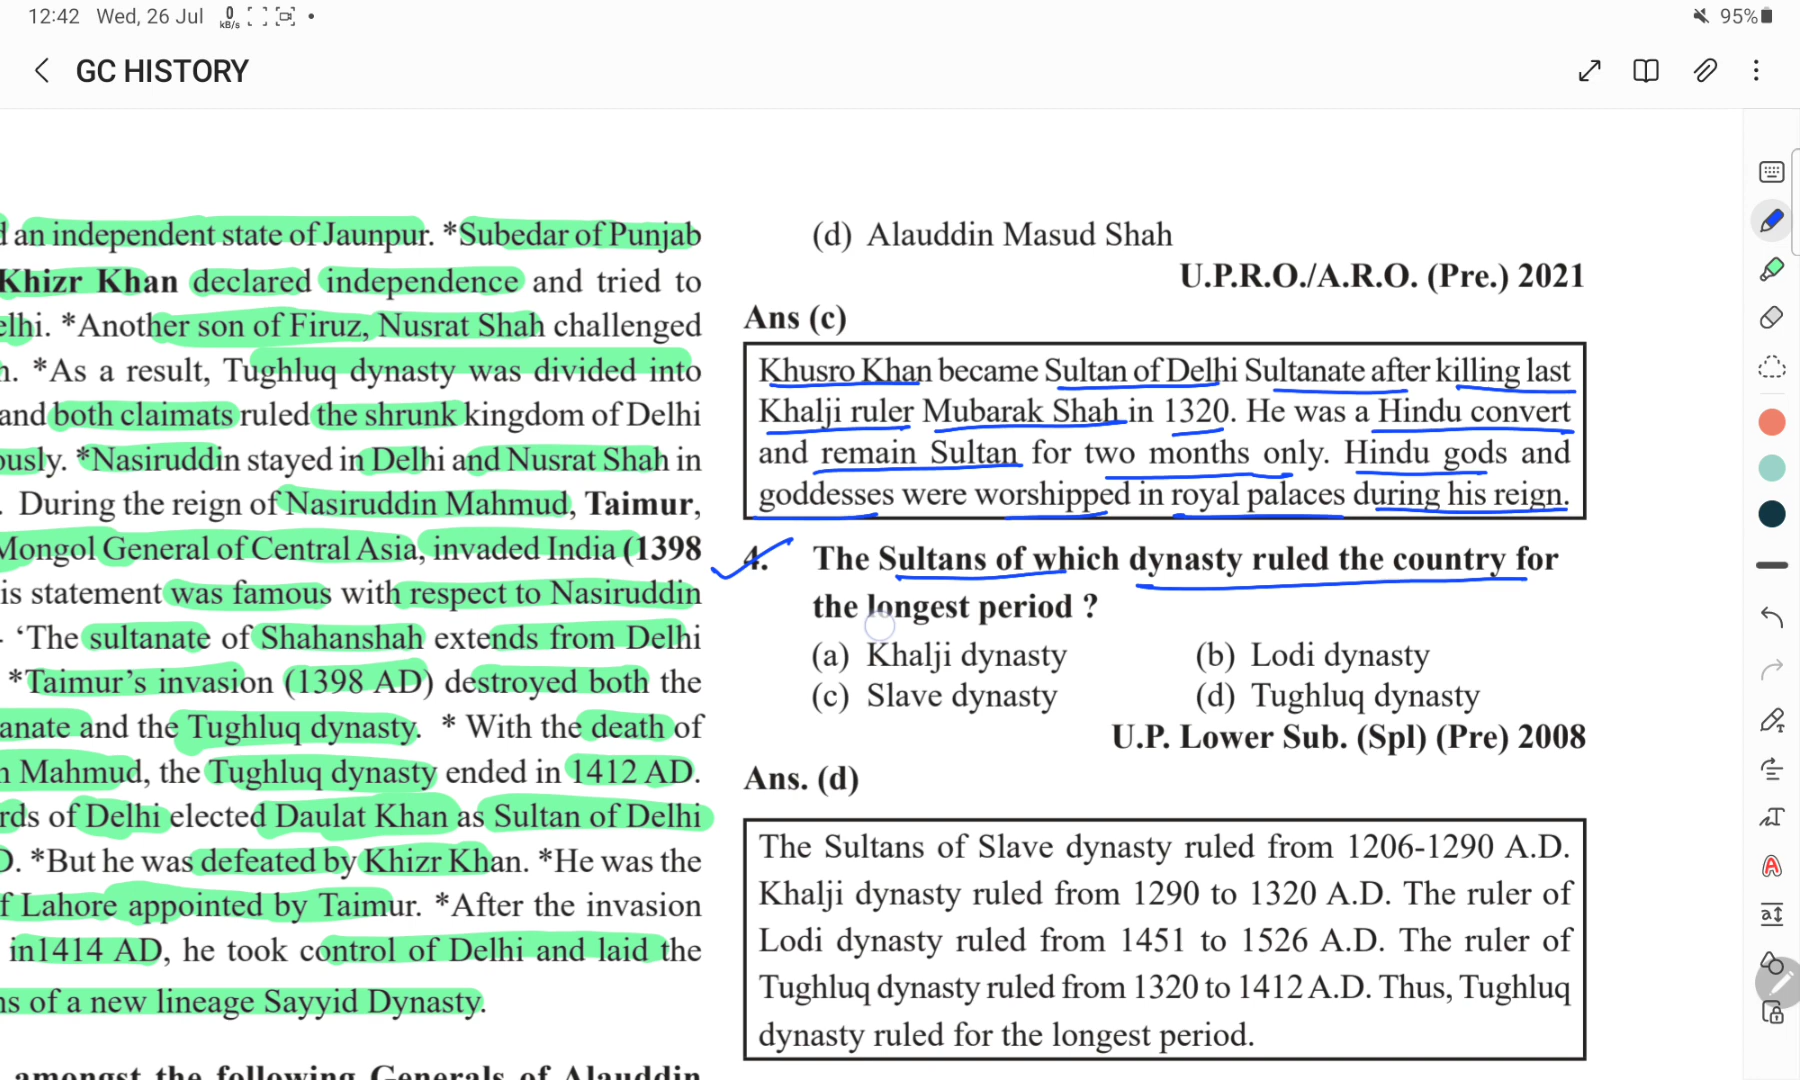 12:42 Wed, 26 Jul 0 kB/s 95%
GC HISTORY
an independent state of Jaunpur. *Subedar of Punjab
Khizr Khan declared independence and tried to
elhi. *Another son of Firuz, Nusrat Shah challenged
h. *As a result, Tughluq dynasty was divided into
and both claimats ruled the shrunk kingdom of Delhi
ously. *Nasiruddin stayed in Delhi and Nusrat Shah in
. During the reign of Nasiruddin Mahmud, Taimur,
Mongol General of Central Asia, invaded India (1398
is statement was famous with respect to Nasiruddin
- ‘The sultanate of Shahanshah extends from Delhi
*Taimur’s invasion (1398 AD) destroyed both the
anate and the Tughluq dynasty. * With the death of
n Mahmud, the Tughluq dynasty ended in 1412 AD.
rds of Delhi elected Daulat Khan as Sultan of Delhi
D. *But he was defeated by Khizr Khan. *He was the
f Lahore appointed by Taimur. *After the invasion
in1414 AD, he took control of Delhi and laid the
ns of a new lineage Sayyid Dynasty.
amongst the following Generals of Alauddin
(d) Alauddin Masud Shah
U.P.R.O./A.R.O. (Pre.) 2021
Ans (c)
Khusro Khan became Sultan of Delhi Sultanate after killing last
Khalji ruler Mubarak Shah in 1320. He was a Hindu convert
and remain Sultan for two months only. Hindu gods and
goddesses were worshipped in royal palaces during his reign.
4. The Sultans of which dynasty ruled the country for
the longest period ?
(a) Khalji dynasty (b) Lodi dynasty
(c) Slave dynasty (d) Tughluq dynasty
U.P. Lower Sub. (Spl) (Pre) 2008
Ans. (d)
The Sultans of Slave dynasty ruled from 1206-1290 A.D.
Khalji dynasty ruled from 1290 to 1320 A.D. The ruler of
Lodi dynasty ruled from 1451 to 1526 A.D. The ruler of
Tughluq dynasty ruled from 1320 to 1412 A.D. Thus, Tughluq
dynasty ruled for the longest period.